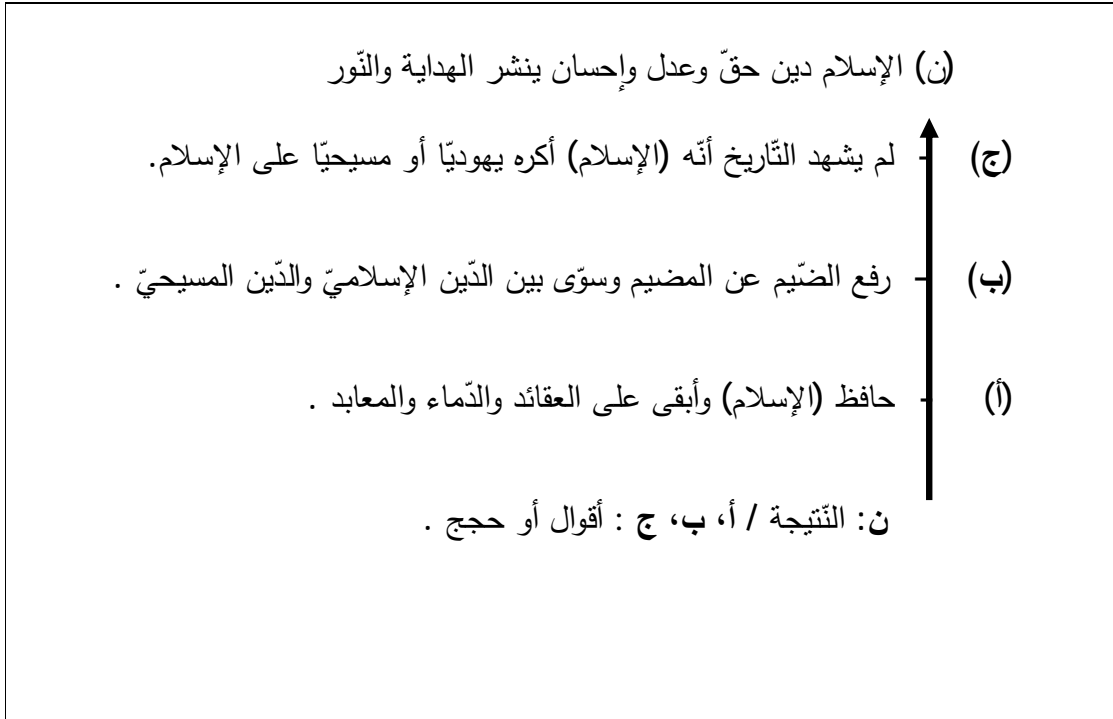 (ن) الإسلام دين حقّ وعدل وإحسان ينشر الهداية والنّور
(ج) - لم يشهد التّاريخ أنّه (الإسلام) أكره يهوديّا أو مسيحيّا على الإسلام.
(ب) - رفع الضّيم عن المضيم وسوّى بين الدّين الإسلاميّ والدّين المسيحيّ .
(أ) - حافظ (الإسلام) وأبقى على العقائد والدّماء والمعابد .
ن: النّتيجة / أ، ب، ج : أقوال أو حجج .